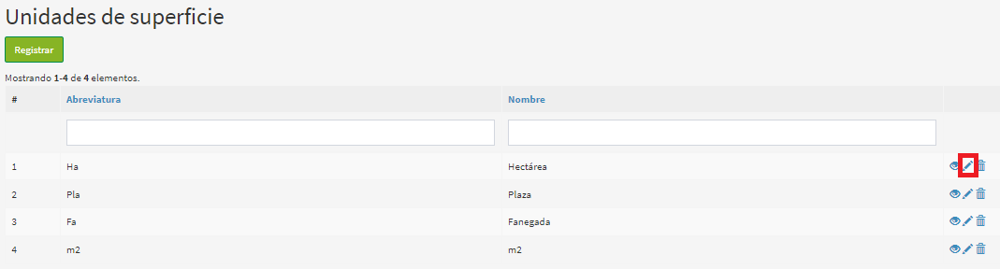 Unidades de superficie
Registrar
Mostrando 1-4 de 4 elementos.
# Abreviatura Nombre
1 Ha Hectárea
2 Pla Plaza
3 Fa Fanegada
4 m2 m2